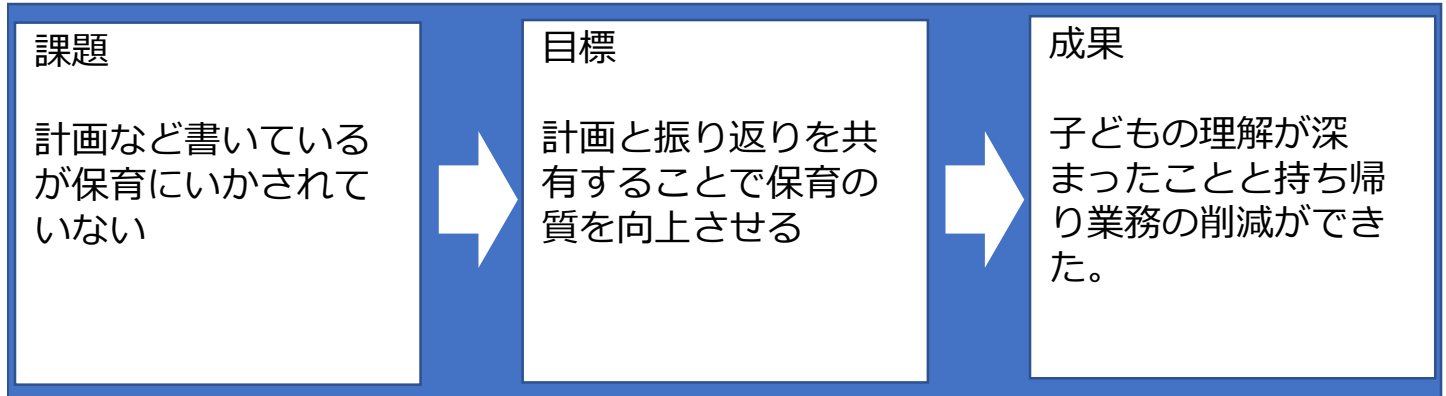 課題
計画など書いている
が保育にいかされて
いない
目標
計画と振り返りを共
有することで保育の
質を向上させる
成果
子どもの理解が深
まったことと持ち帰
り業務の削減ができ
た。